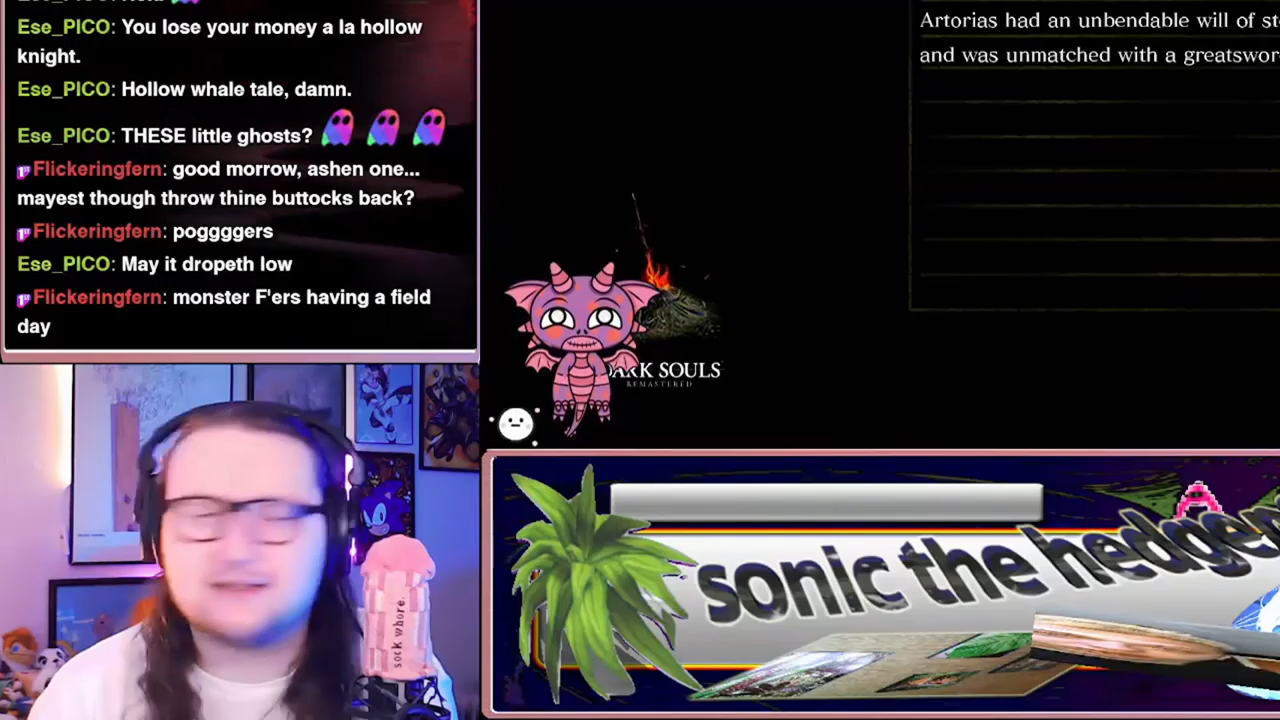 Ese_PICO: You lose your money a la hollow
knight.
Ese_PICO: Hollow whale tale, damn.
Ese_PICO: THESE little ghosts?
Flickeringfern: good morrow, ashen one...
mayest though throw thine buttocks back?
Flickeringfern: poggggers
Ese_PICO: May it dropeth low
Flickeringfern: monster F'ers having a field
day
Artorias had an unbendable will of st
and was unmatched with a greatswor
DARK SOULS
REMASTERED
sonic the hedge
sock whore.